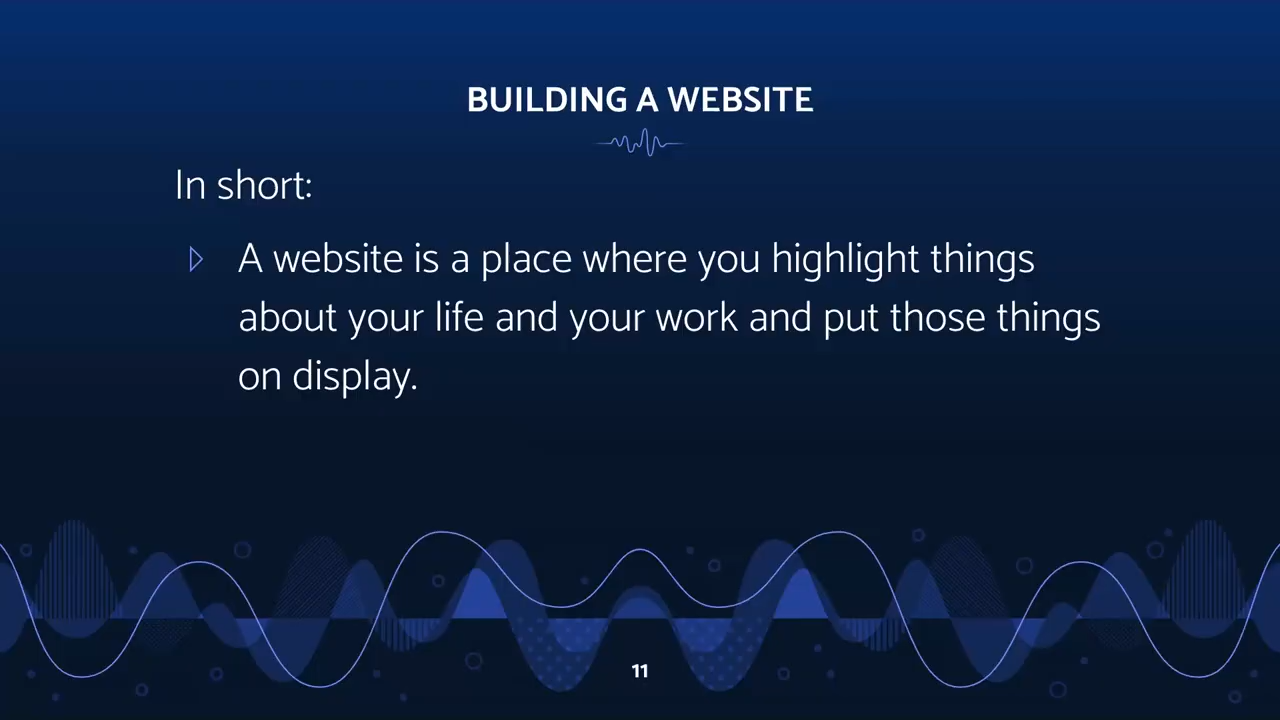 BUILDING A WEBSITE
In short:
A website is a place where you highlight things
about your life and your work and put those things
on display.
11